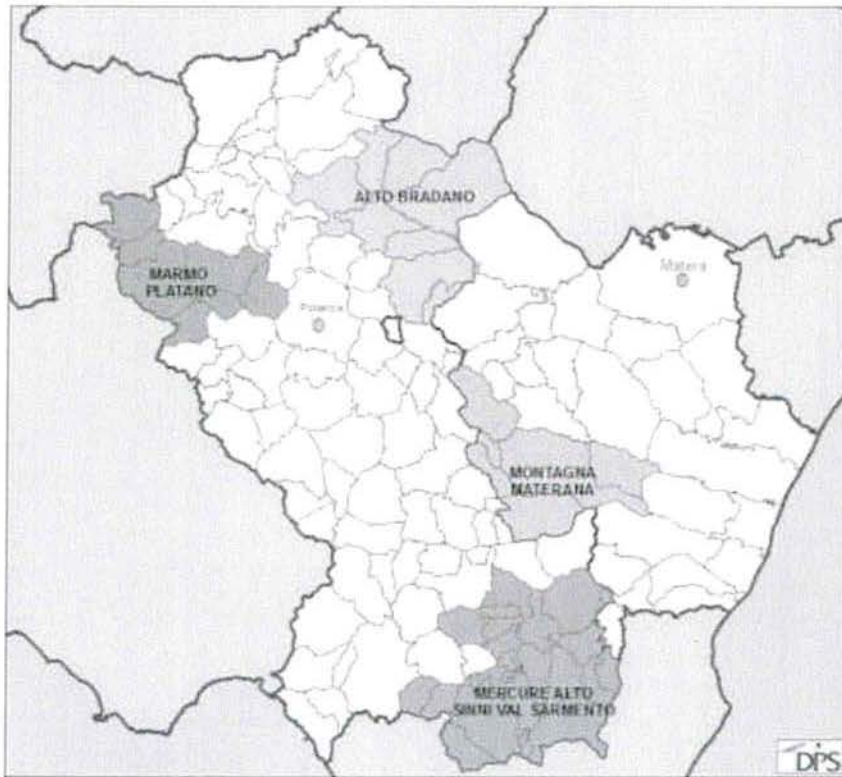 ALTO BRADANO
MARMO
PLATANO
Matera
Potenza
MONTAGNA
MATERANA
MERCURE ALTO
SINNI VAL SARMENTO
DPS